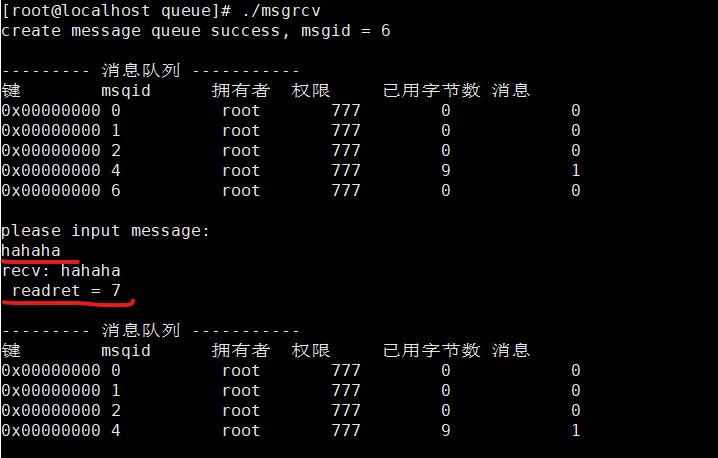 [root@localhost queue]# ./msgrcv
create message queue success, msgid = 6
--------- 消息队列 -----------
键 msqid 拥有者 权限 已用字节数 消息
0x00000000 0 root 777 0 0
0x00000000 1 root 777 0 0
0x00000000 2 root 777 0 0
0x00000000 4 root 777 9 1
0x00000000 6 root 777 0 0
please input message:
hahaha
recv: hahaha
readret = 7
--------- 消息队列 -----------
键 msqid 拥有者 权限 已用字节数 消息
0x00000000 0 root 777 0 0
0x00000000 1 root 777 0 0
0x00000000 2 root 777 0 0
0x00000000 4 root 777 9 1